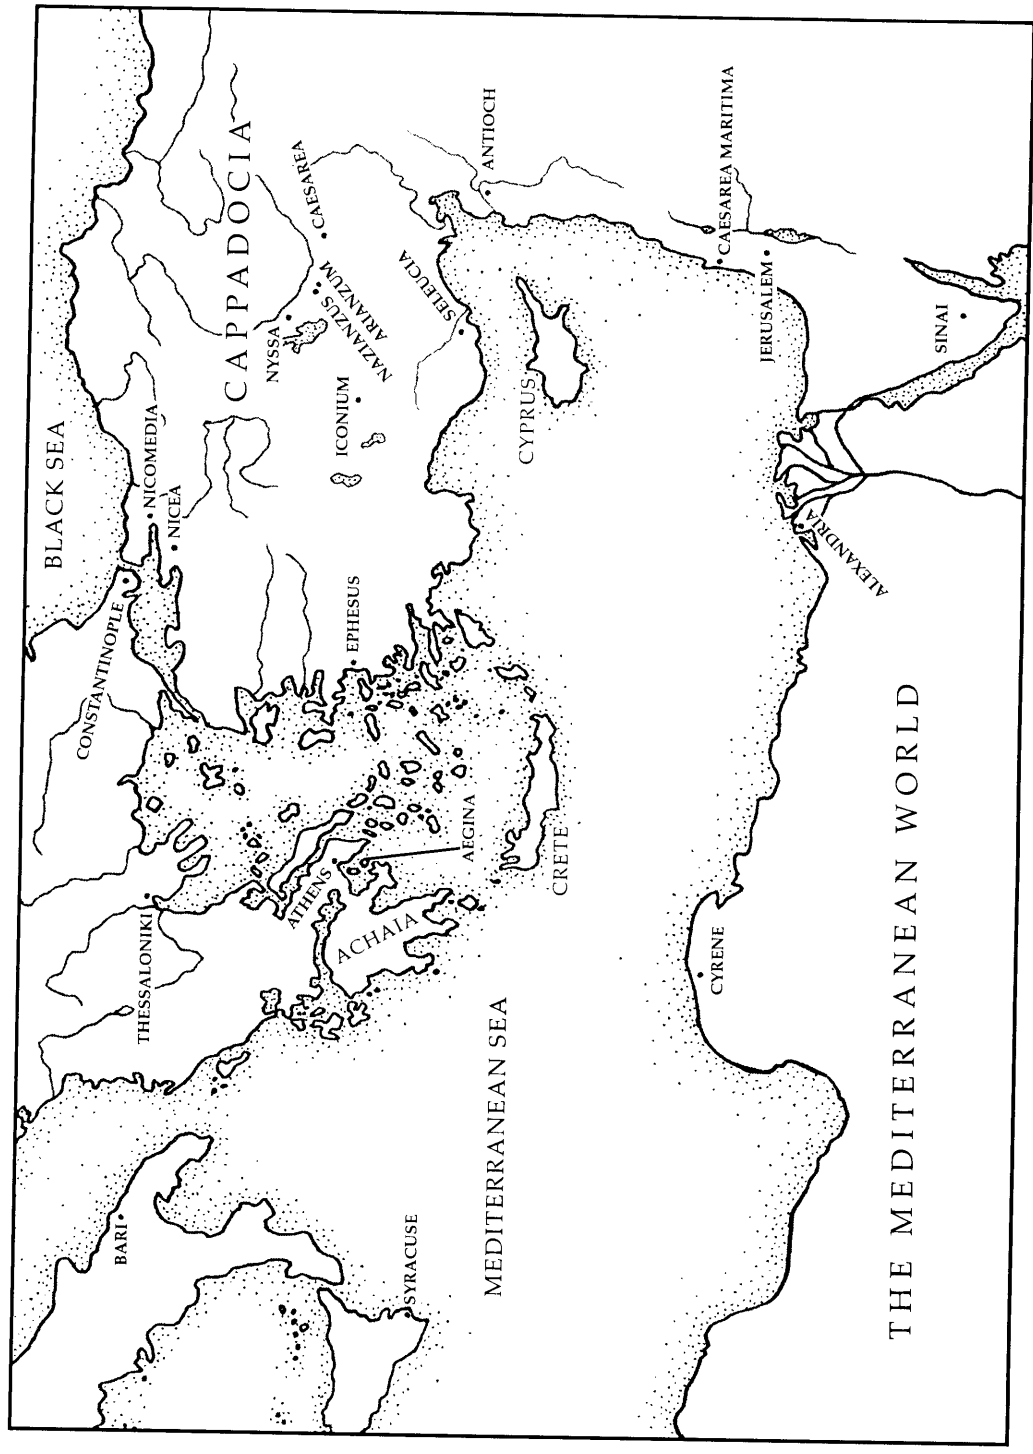 BLACK SEA
CONSTANTINOPLE
NICOMEDIA
NICEA
CAPPADOCIA
CAESAREA
NYSSA
NAZIANZUS
ARIANZUM
ICONIUM
SELEUCIA
ANTIOCH
EPHESUS
THESSALONIKI
ATHENS
ACHAIA
AEGINA
CRETE
CYPRUS
BARI
SYRACUSE
MEDITERRANEAN SEA
CAESAREA MARITIMA
JERUSALEM
SINAI
ALEXANDRIA
CYRENE
THE MEDITERRANEAN WORLD